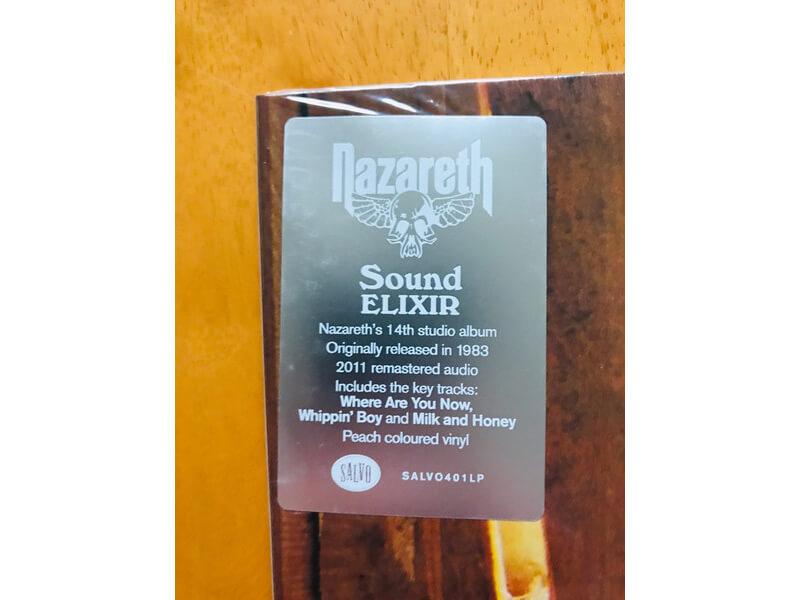 Nazareth
Sound
ELIXIR
Nazareth's 14th studio album
Originally released in 1983
2011 remastered audio
Includes the key tracks:
Where Are You Now,
Whippin' Boy and Milk and Honey
Peach coloured vinyl
SALVO SALVO401LP